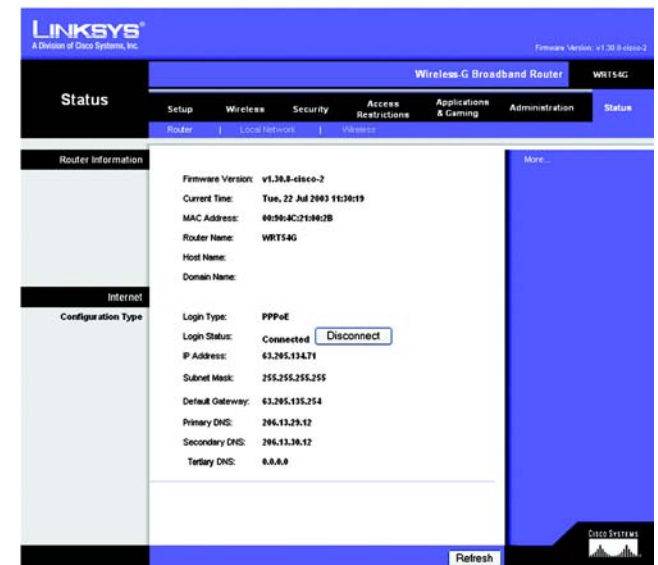 LINKSYS®
A Division of Cisco Systems, Inc.
Firmware Version: v1.30.8-cisco-2
Wireless-G Broadband Router WRT54G
Status
Setup Wireless Security Access Restrictions Applications & Gaming Administration Status
Router | Local Network | Wireless
Router Information
More...
Firmware Version: v1.30.8-cisco-2
Current Time: Tue, 22 Jul 2003 11:30:19
MAC Address: 00:90:4C:21:00:2B
Router Name: WRT54G
Host Name:
Domain Name:
Internet
Configuration Type
Login Type: PPPoE
Login Status: Connected Disconnect
IP Address: 63.205.134.71
Subnet Mask: 255.255.255.255
Default Gateway: 63.205.135.254
Primary DNS: 206.13.29.12
Secondary DNS: 206.13.30.12
Tertiary DNS: 0.0.0.0
Refresh
CISCO SYSTEMS